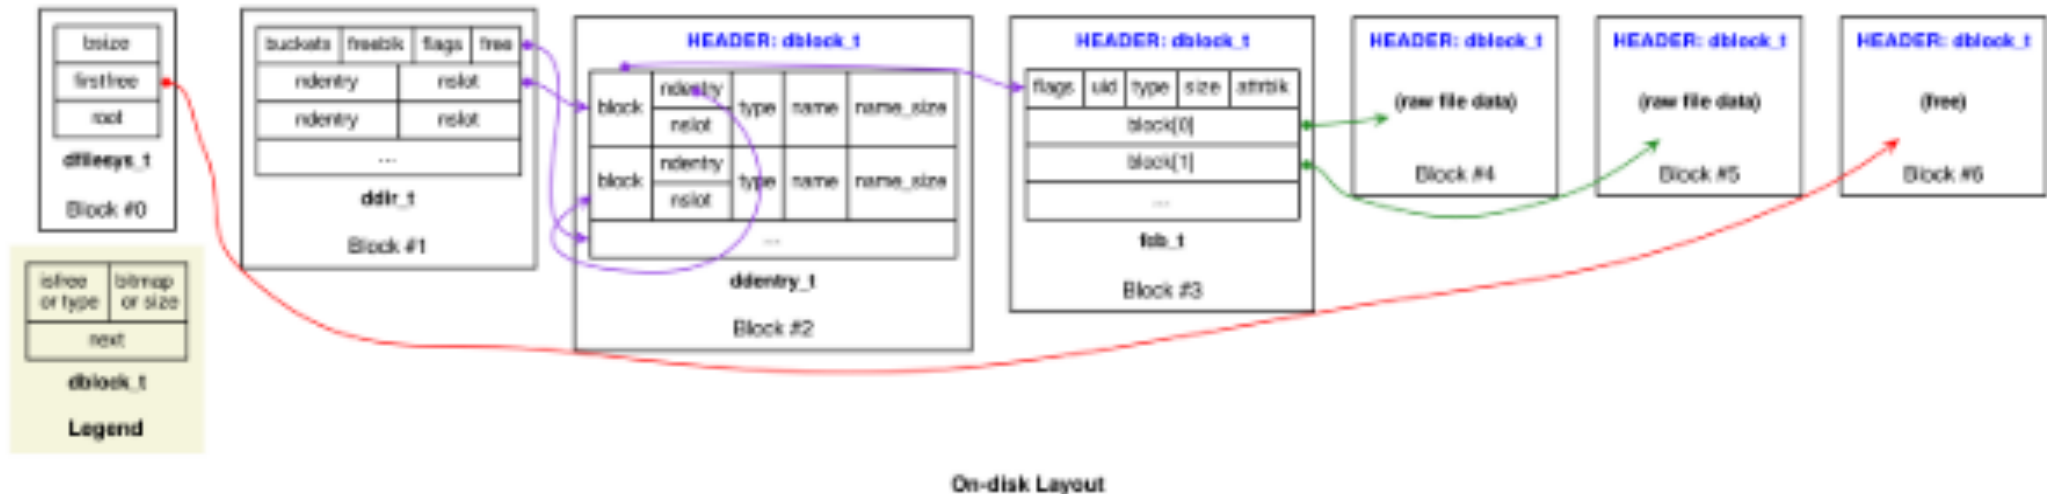 bsize
firstfree
root
dfilesys_t
Block #0
buckets freeblk flags free
ndentry nslot
ndentry nslot
...
ddir_t
Block #1
HEADER: dblock_t
block ndentry type name name_size
nslot
block ndentry type name name_size
nslot
...
ddentry_t
Block #2
HEADER: dblock_t
flags uid type size attrblk
block[0]
block[1]
...
fsb_t
Block #3
HEADER: dblock_t
(raw file data)
Block #4
HEADER: dblock_t
(raw file data)
Block #5
HEADER: dblock_t
(free)
Block #6
isfree bitmap
or type or size
next
dblock_t
Legend
On-disk Layout